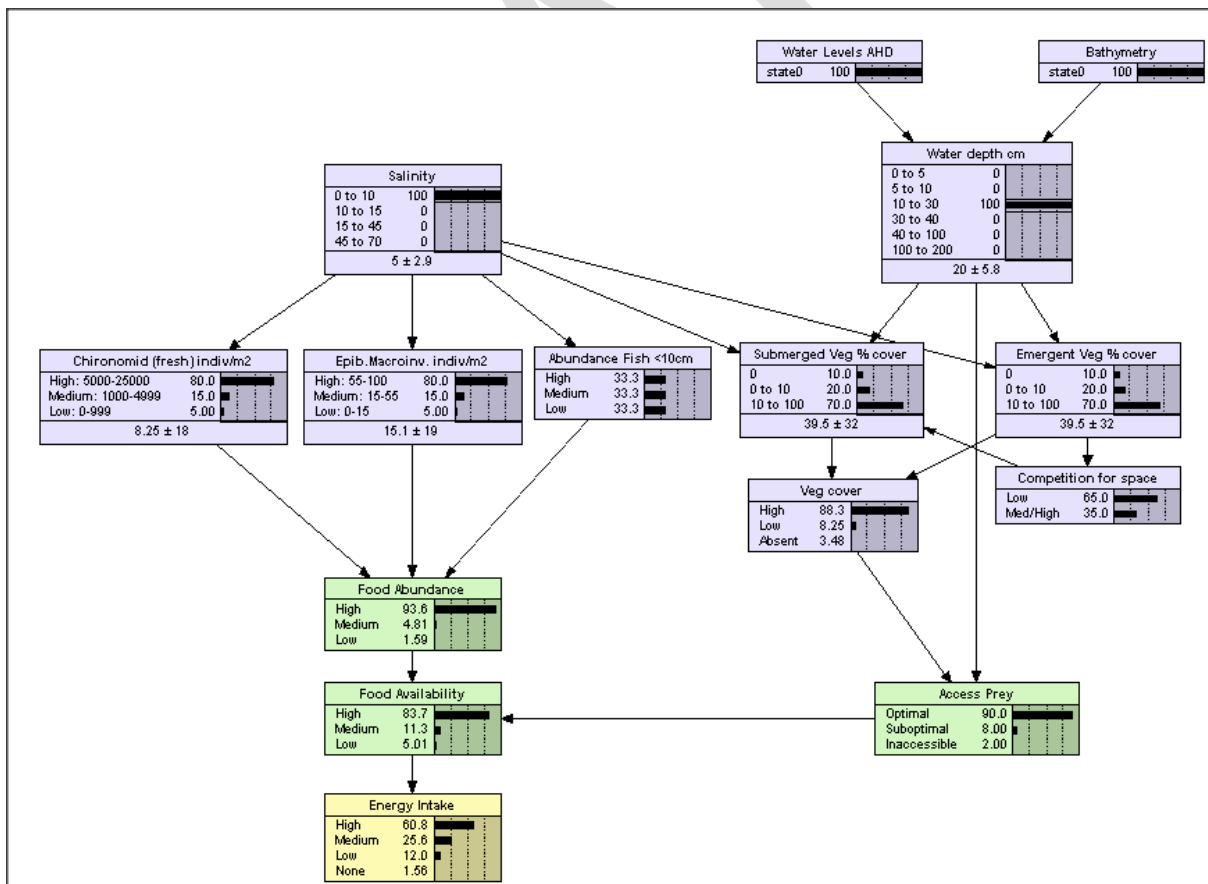 Water Levels AHD
state0 100
Bathymetry
state0 100
Water depth cm
0 to 5 0
5 to 10 0
10 to 30 100
30 to 40 0
40 to 100 0
100 to 200 0
20 ± 5.8
Salinity
0 to 10 100
10 to 15 0
15 to 45 0
45 to 70 0
5 ± 2.9
Chironomid (fresh) indiv/m2
High: 5000-25000 80.0
Medium: 1000-4999 15.0
Low: 0-999 5.00
8.25 ± 18
Epib.Macroinv. indiv/m2
High: 55-100 80.0
Medium: 15-55 15.0
Low: 0-15 5.00
15.1 ± 19
Abundance Fish <10cm
High 33.3
Medium 33.3
Low 33.3
Submerged Veg % cover
0 10.0
0 to 10 20.0
10 to 100 70.0
39.5 ± 32
Emergent Veg % cover
0 10.0
0 to 10 20.0
10 to 100 70.0
39.5 ± 32
Competition for space
Low 65.0
Med/High 35.0
Veg cover
High 88.3
Low 8.25
Absent 3.48
Food Abundance
High 93.6
Medium 4.81
Low 1.59
Food Availability
High 83.7
Medium 11.3
Low 5.01
Access Prey
Optimal 90.0
Suboptimal 8.00
Inaccessible 2.00
Energy Intake
High 60.8
Medium 25.6
Low 12.0
None 1.56